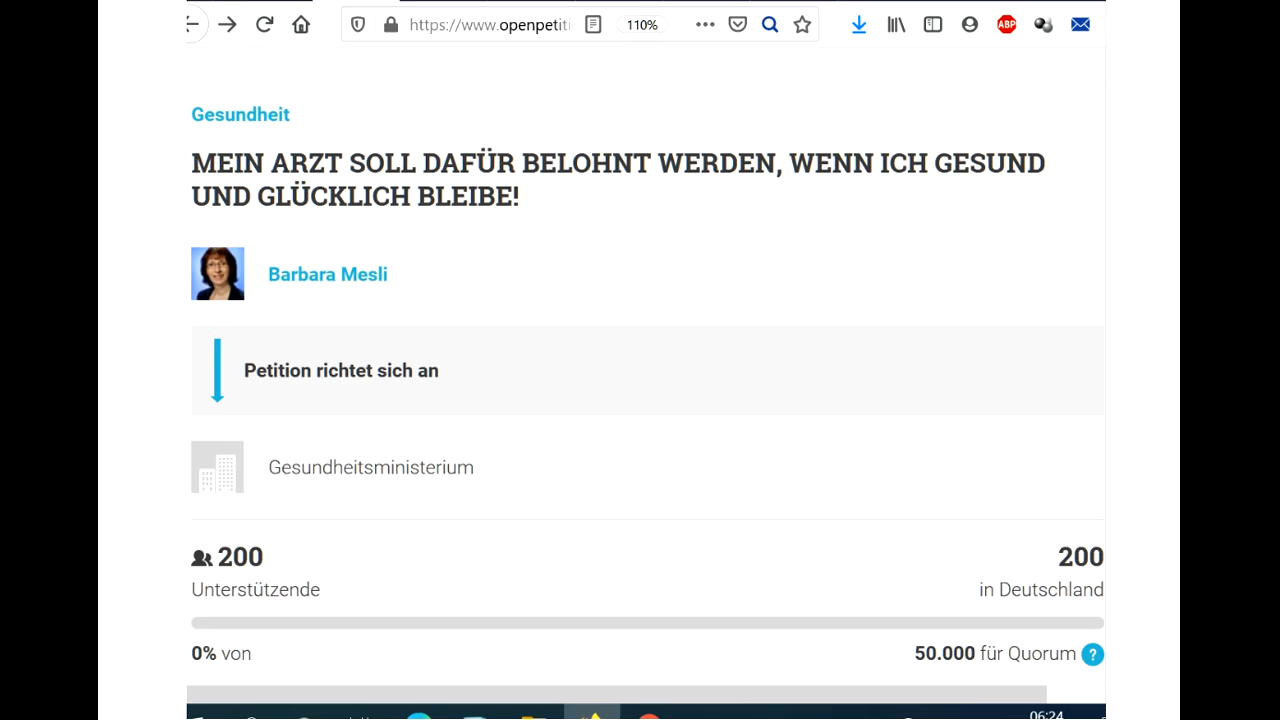 https://www.openpeti
110%
ABP
Gesundheit
MEIN ARZT SOLL DAFÜR BELOHNT WERDEN, WENN ICH GESUND
UND GLÜCKLICH BLEIBE!
Barbara Mesli
Petition richtet sich an
Gesundheitsministerium
200 200
Unterstützende in Deutschland
0% von 50.000 für Quorum ?
06:24